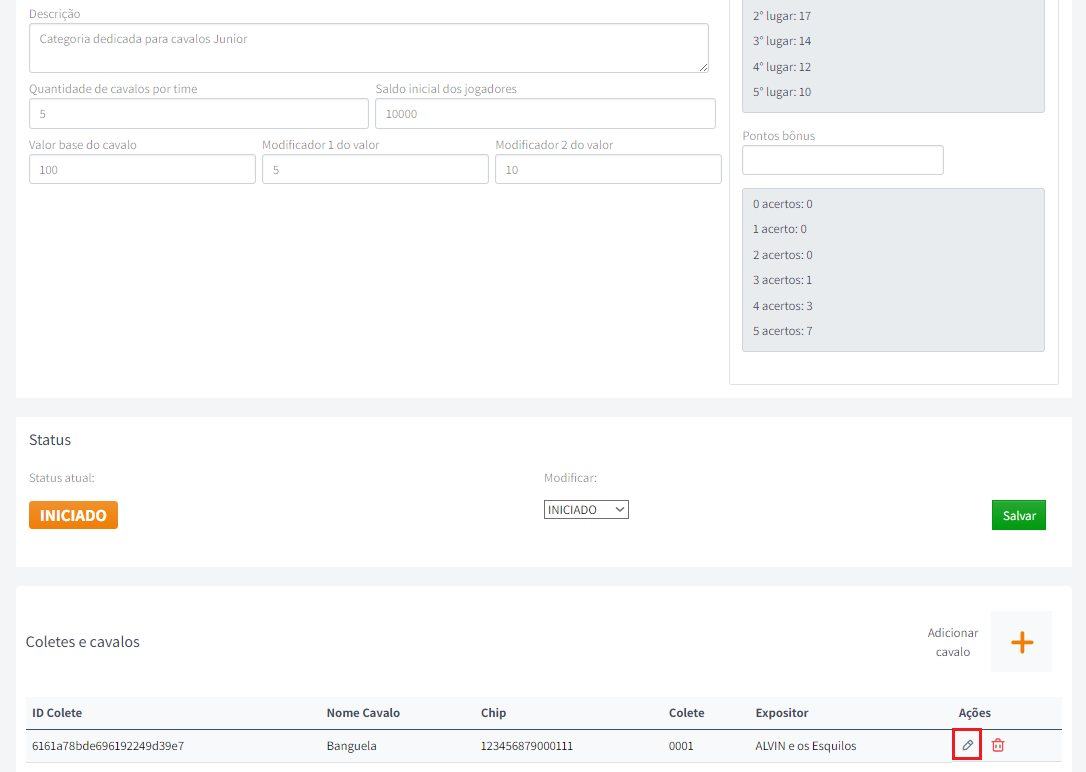 Descrição
Categoria dedicada para cavalos Junior
Quantidade de cavalos por time
5
Saldo inicial dos jogadores
10000
Valor base do cavalo
100
Modificador 1 do valor
5
Modificador 2 do valor
10
2° lugar: 17
3° lugar: 14
4° lugar: 12
5° lugar: 10
Pontos bônus
0 acertos: 0
1 acerto: 0
2 acertos: 0
3 acertos: 1
4 acertos: 3
5 acertos: 7
Status
Status atual:
INICIADO
Modificar:
INICIADO
Salvar
Coletes e cavalos
Adicionar
cavalo
ID Colete Nome Cavalo Chip Colete Expositor Ações
6161a78bde696192249d39e7 Banguela 123456879000111 0001 ALVIN e os Esquilos